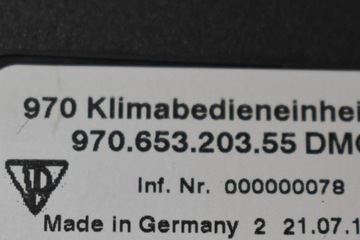 970 Klimabedieneinhei
970.653.203.55 DM
Inf. Nr. 000000078
Made in Germany 2 21.07.1